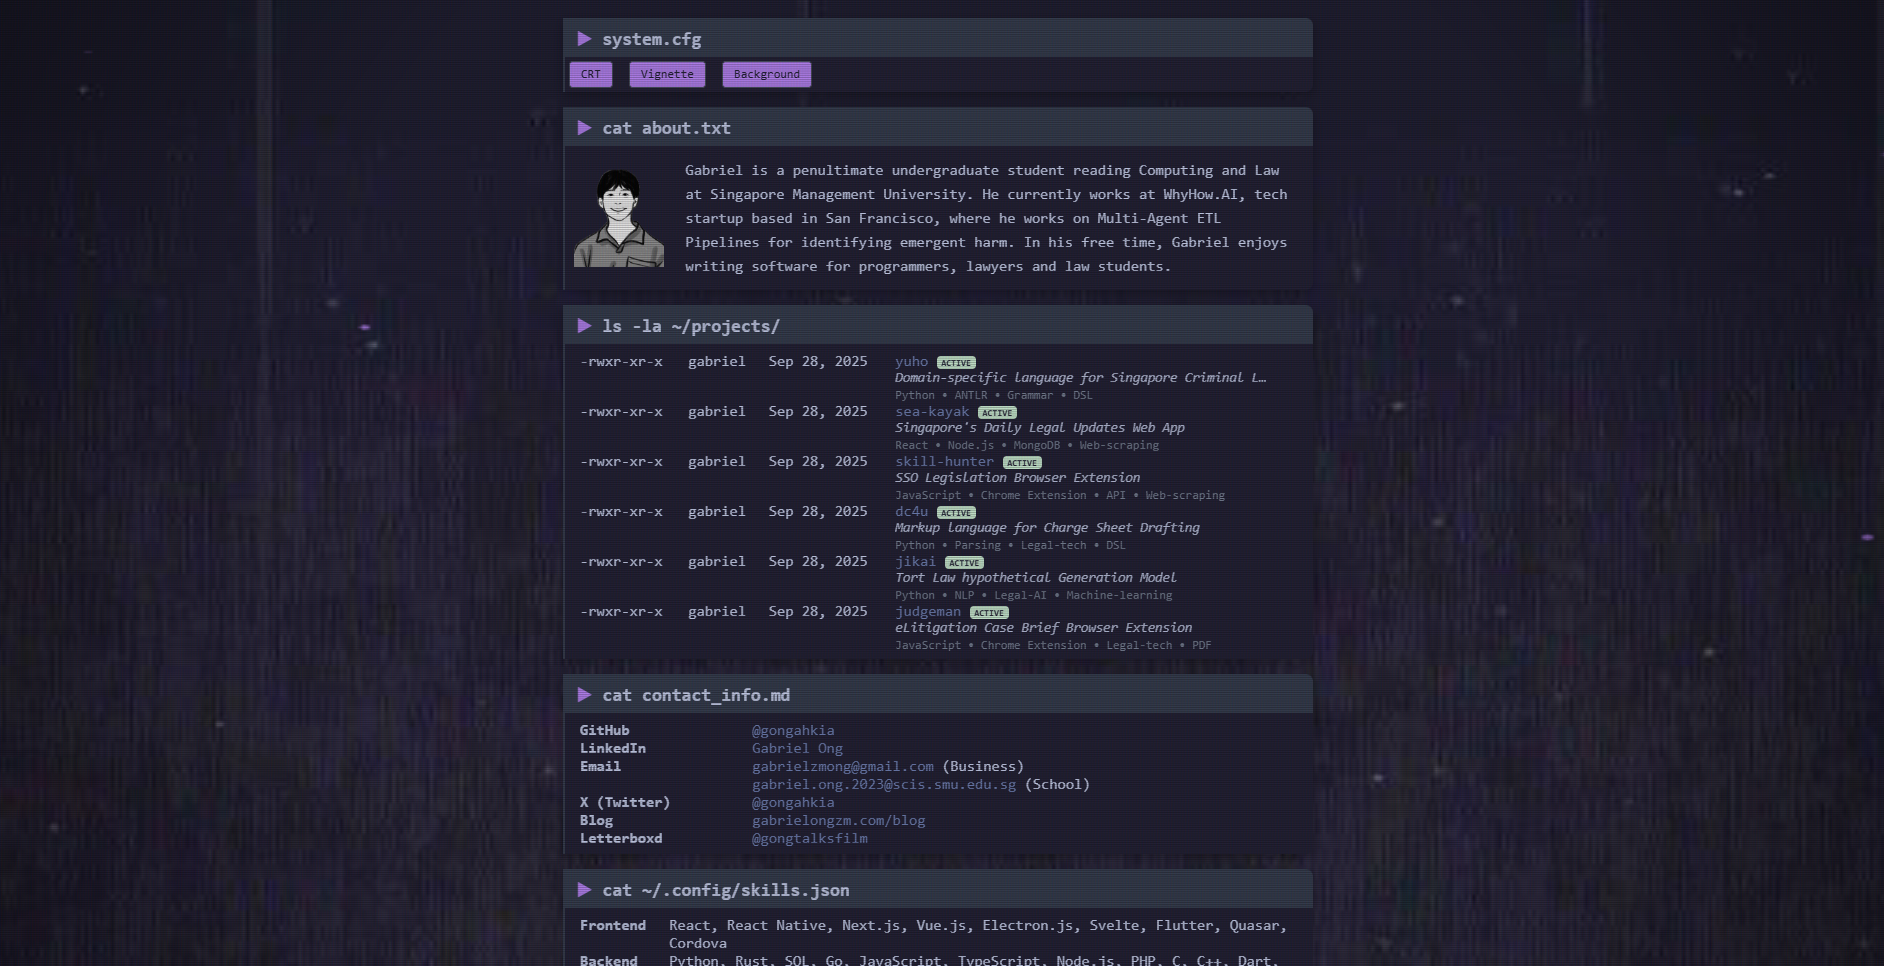 system.cfg
CRT Vignette Background
cat about.txt
Gabriel is a penultimate undergraduate student reading Computing and Law
at Singapore Management University. He currently works at WhyHow.AI, tech
startup based in San Francisco, where he works on Multi-Agent ETL
Pipelines for identifying emergent harm. In his free time, Gabriel enjoys
writing software for programmers, lawyers and law students.
ls -la ~/projects/
-rwxr-xr-x gabriel Sep 28, 2025 yuho ACTIVE
Domain-specific language for Singapore Criminal L…
Python • ANTLR • Grammar • DSL
-rwxr-xr-x gabriel Sep 28, 2025 sea-kayak ACTIVE
Singapore's Daily Legal Updates Web App
React • Node.js • MongoDB • Web-scraping
-rwxr-xr-x gabriel Sep 28, 2025 skill-hunter ACTIVE
SSO Legislation Browser Extension
JavaScript • Chrome Extension • API • Web-scraping
-rwxr-xr-x gabriel Sep 28, 2025 dc4u ACTIVE
Markup language for Charge Sheet Drafting
Python • Parsing • Legal-tech • DSL
-rwxr-xr-x gabriel Sep 28, 2025 jikai ACTIVE
Tort Law hypothetical Generation Model
Python • NLP • Legal-AI • Machine-learning
-rwxr-xr-x gabriel Sep 28, 2025 judgeman ACTIVE
eLitigation Case Brief Browser Extension
JavaScript • Chrome Extension • Legal-tech • PDF
cat contact_info.md
GitHub @gongahkia
LinkedIn Gabriel Ong
Email gabrielzmong@gmail.com (Business)
gabriel.ong.2023@scis.smu.edu.sg (School)
X (Twitter) @gongahkia
Blog gabrielongzm.com/blog
Letterboxd @gongtalksfilm
cat ~/.config/skills.json
Frontend React, React Native, Next.js, Vue.js, Electron.js, Svelte, Flutter, Quasar,
Cordova
Backend Python, Rust, SQL, Go, JavaScript, TypeScript, Node.js, PHP, C, C++, Dart,